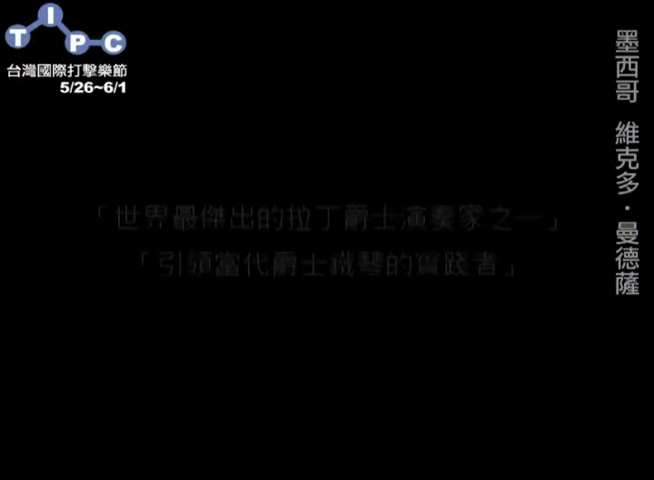 TIPC
台灣國際打擊樂節
5/26~6/1
墨西哥 維克多·曼德薩
「世界最傑出的拉丁爵士演奏家之一」
「引領當代爵士鐵琴的實踐者」